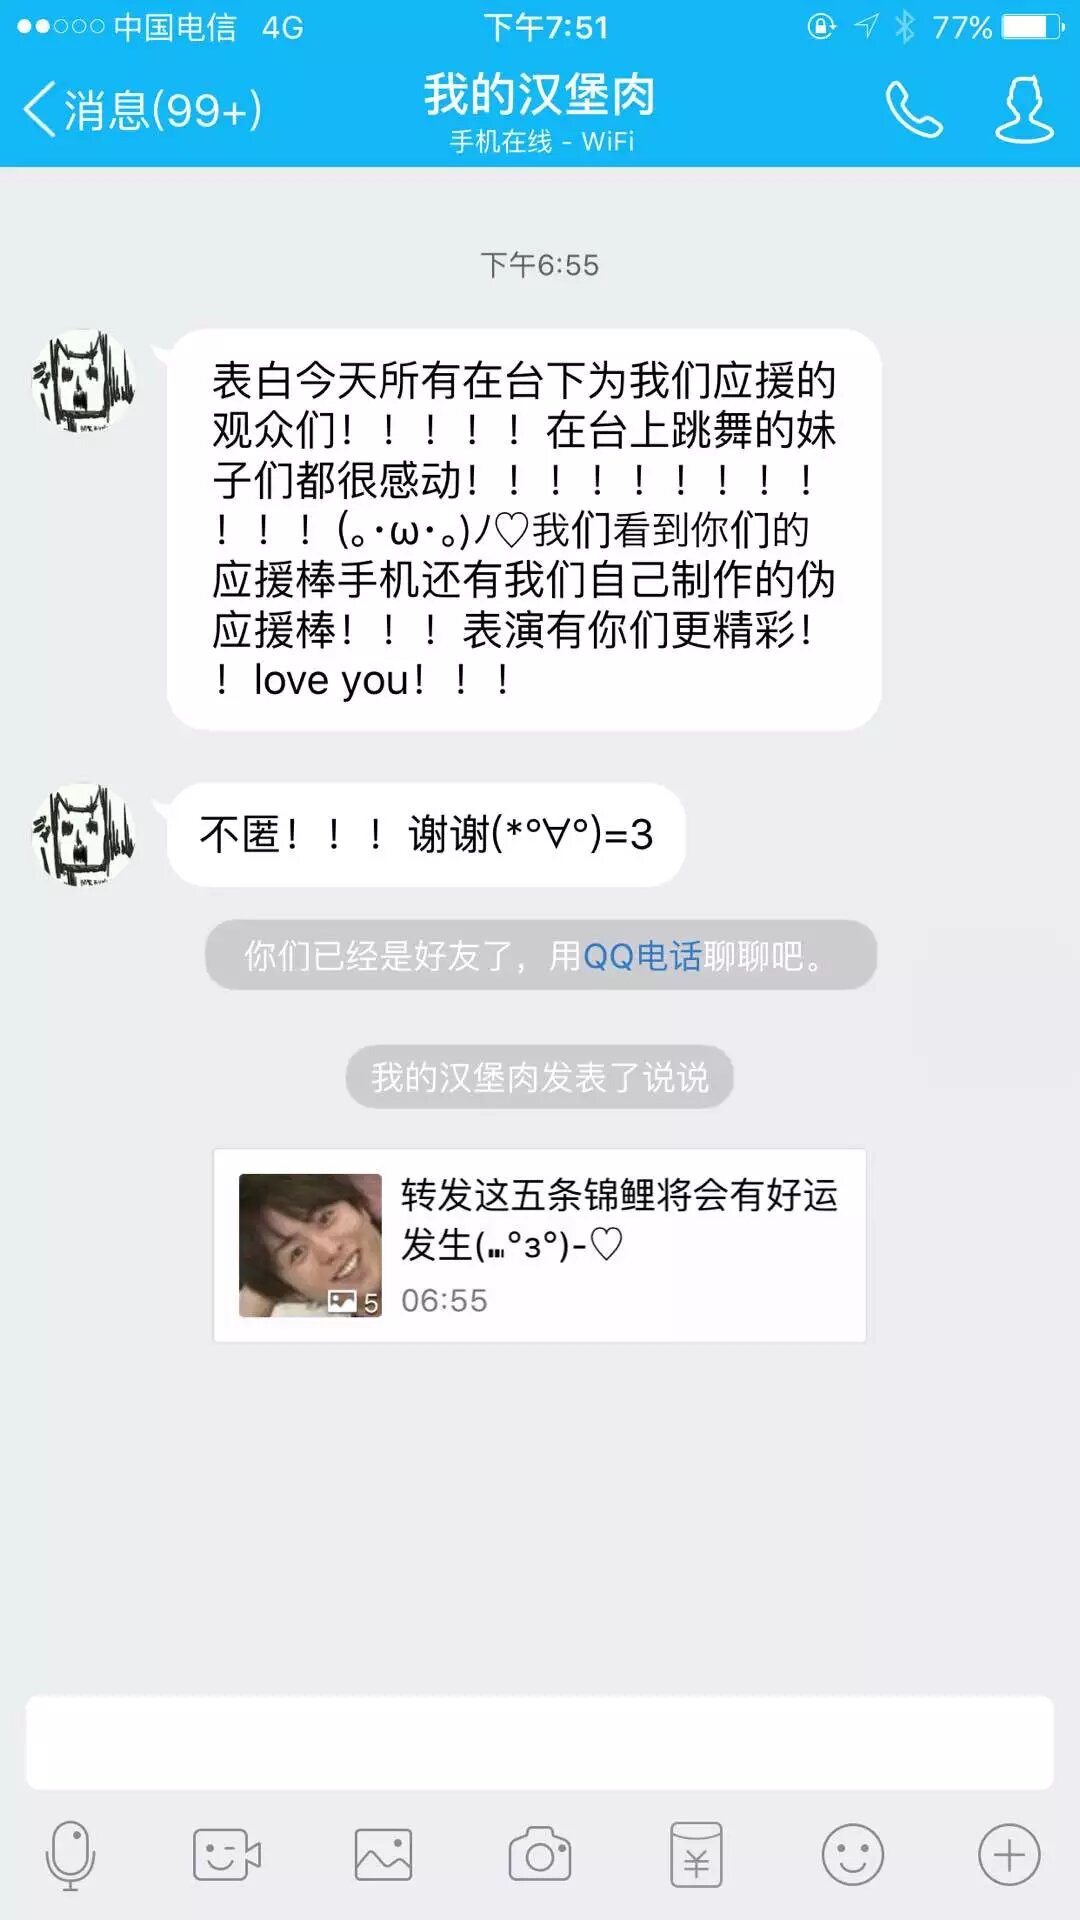 中国电信 4G 下午7:51 77%
消息(99+) 我的汉堡肉
手机在线 - WiFi
下午6:55
表白今天所有在台下为我们应援的
观众们！！！！！在台上跳舞的妹
子们都很感动！！！！！！！！！
！！！(｡･ω･｡)ﾉ♡我们看到你们的
应援棒手机还有我们自己制作的伪
应援棒！！！表演有你们更精彩！
！love you！！！
不匿！！！谢谢(*°∀°)=3
你们已经是好友了，用QQ电话聊聊吧。
我的汉堡肉发表了说说
转发这五条锦鲤将会有好运
发生(⑉°з°)-♡
5 06:55